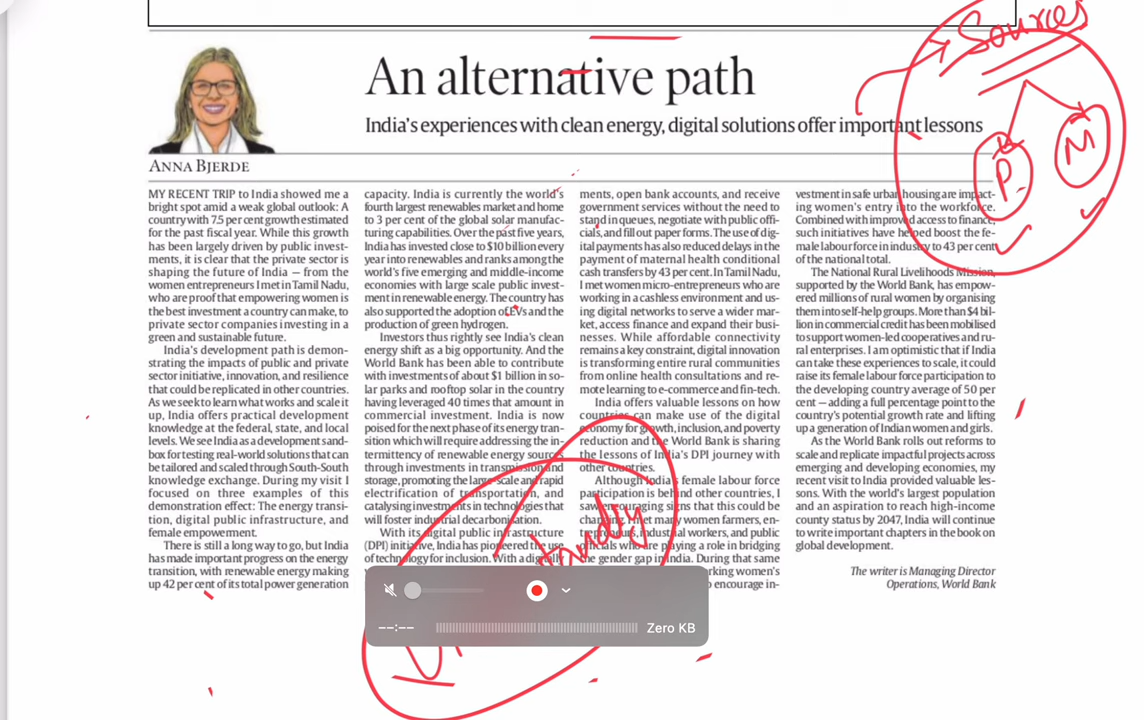 Sources
P
M
An alternative path
India's experiences with clean energy, digital solutions offer important lessons
ANNA BJERDE
MY RECENT TRIP to India showed me a
bright spot amid a weak global outlook: A
country with 7.5 per cent growth estimated
for the past fiscal year. While this growth
has been largely driven by public invest-
ments, it is clear that the private sector is
shaping the future of India — from the
women entrepreneurs I met in Tamil Nadu,
who are proof that empowering women is
the best investment a country can make, to
private sector companies investing in a
green and sustainable future.
India's development path is demon-
strating the impacts of public and private
sector initiative, innovation, and resilience
that could be replicated in other countries.
As we seek to learn what works and scale it
up, India offers practical development
knowledge at the federal, state, and local
levels. We see India as a development sand-
box for testing real-world solutions that can
be tailored and scaled through South-South
knowledge exchange. During my visit I
focused on three examples of this
demonstration effect: The energy transi-
tion, digital public infrastructure, and
female empowerment.
There is still a long way to go, but India
has made important progress on the energy
transition, with renewable energy making
up 42 per cent of its total power generation
capacity. India is currently the world's
fourth largest renewables market and home
to 3 per cent of the global solar manufac-
turing capabilities. Over the past five years,
India has invested close to $10 billion every
year into renewables and ranks among the
world's five emerging and middle-income
economies with large scale public invest-
ment in renewable energy. The country has
also supported the adoption of EVs and the
production of green hydrogen.
Investors thus rightly see India's clean
energy shift as a big opportunity. And the
World Bank has been able to contribute
with investments of about $1 billion in so-
lar parks and rooftop solar in the country
having leveraged 40 times that amount in
commercial investment. India is now
poised for the next phase of its energy tran-
sition which will require addressing the in-
termittency of renewable energy sources
through investments in transmission and
storage, promoting the large-scale and rapid
electrification of transportation, and
catalysing investments in technologies that
will foster industrial decarbonisation.
With its digital public infrastructure
(DPI) initiative, India has pioneered the use
of technology for inclusion. With a digitally-
ments, open bank accounts, and receive
government services without the need to
stand in queues, negotiate with public offi-
cials, and fill out paper forms. The use of dig-
ital payments has also reduced delays in the
payment of maternal health conditional
cash transfers by 43 per cent. In Tamil Nadu,
I met women micro-entrepreneurs who are
working in a cashless environment and us-
ing digital networks to serve a wider mar-
ket, access finance and expand their busi-
nesses. While affordable connectivity
remains a key constraint, digital innovation
is transforming entire rural communities
from online health consultations and re-
mote learning to e-commerce and fin-tech.
India offers valuable lessons on how
countries can make use of the digital
economy for growth, inclusion, and poverty
reduction and the World Bank is sharing
the lessons of India's DPI journey with
other countries.
Although India's female labour force
participation is behind other countries, I
saw encouraging signs that this could be
changing. I met many women farmers, en-
trepreneurs, industrial workers, and public
officials who are playing a role in bridging
the gender gap in India. During that same
rking women's
o encourage in-
vestment in safe urban housing are impact-
ing women's entry into the workforce.
Combined with improved access to finance,
such initiatives have helped boost the fe-
male labour force in industry to 43 per cent
of the national total.
The National Rural Livelihoods Mission,
supported by the World Bank, has empow-
ered millions of rural women by organising
them into self-help groups. More than $4 bil-
lion in commercial credit has been mobilised
to support women-led cooperatives and ru-
ral enterprises. I am optimistic that if India
can take these experiences to scale, it could
raise its female labour force participation to
the developing country average of 50 per
cent — adding a full percentage point to the
country's potential growth rate and lifting
up a generation of Indian women and girls.
As the World Bank rolls out reforms to
scale and replicate impactful projects across
emerging and developing economies, my
recent visit to India provided valuable les-
sons. With the world's largest population
and an aspiration to reach high-income
county status by 2047, India will continue
to write important chapters in the book on
global development.
The writer is Managing Director
Operations, World Bank
--:--
Zero KB